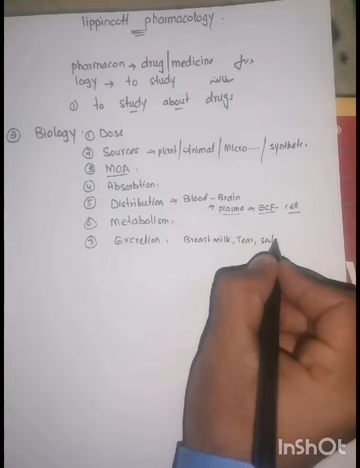 lippincott pharmacology.
pharmacon → drug/medicine دوا
logy → to study مطالعہ
① to study about drugs
② Biology: ① Dose
② Sources → plant/animal/Micro----/synthetic.
③ MOA.
④ Absorption.
⑤ Distribution → Blood - Brain
→ plasma → ECF - cell
⑥ Metabolism.
⑦ Excretion: Breast milk, Tear, sal
InShOt